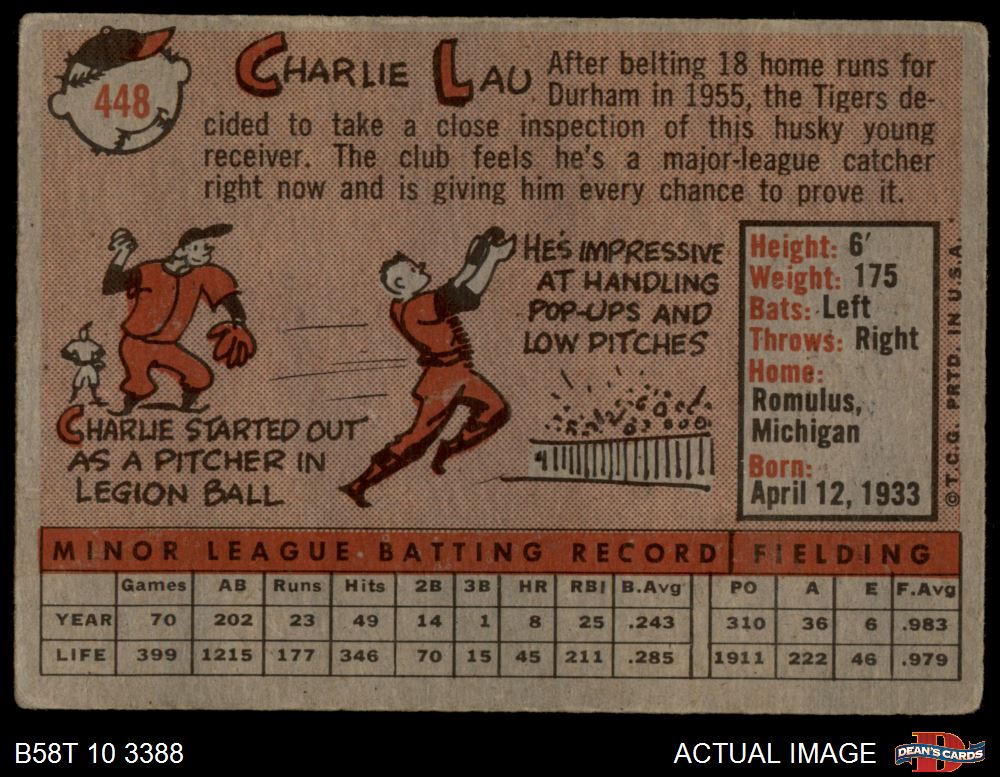 448
CHARLIE LAU
After belting 18 home runs for
Durham in 1955, the Tigers de-
cided to take a close inspection of this husky young
receiver. The club feels he's a major-league catcher
right now and is giving him every chance to prove it.
HE'S IMPRESSIVE
AT HANDLING
POP-UPS AND
LOW PITCHES
CHARLIE STARTED OUT
AS A PITCHER IN
LEGION BALL
Height: 6'
Weight: 175
Bats: Left
Throws: Right
Home:
Romulus,
Michigan
Born:
April 12, 1933
© T.C.G. PRTD. IN U.S.A.
MINOR LEAGUE BATTING RECORD FIELDING
Games AB Runs Hits 2B 3B HR RBI B.Avg PO A E F.Avg
YEAR 70 202 23 49 14 1 8 25 .243 310 36 6 .983
LIFE 399 1215 177 346 70 15 45 211 .285 1911 222 46 .979
B58T 10 3388
ACTUAL IMAGE
D
DEAN'S CARDS